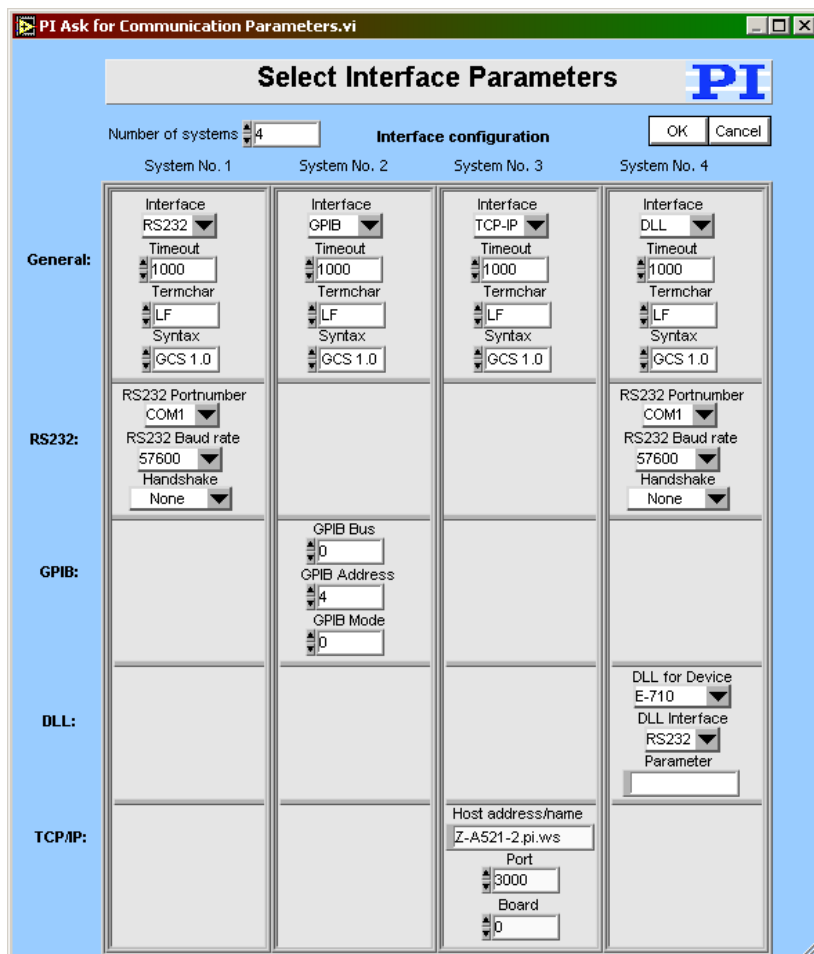 PI Ask for Communication Parameters.vi
Select Interface Parameters
PI
Number of systems 4
Interface configuration
OK
Cancel
System No. 1
System No. 2
System No. 3
System No. 4
General:
Interface
RS232
Timeout
1000
Termchar
LF
Syntax
GCS 1.0
Interface
GPIB
Timeout
1000
Termchar
LF
Syntax
GCS 1.0
Interface
TCP-IP
Timeout
1000
Termchar
LF
Syntax
GCS 1.0
Interface
DLL
Timeout
1000
Termchar
LF
Syntax
GCS 1.0
RS232:
RS232 Portnumber
COM1
RS232 Baud rate
57600
Handshake
None
RS232 Portnumber
COM1
RS232 Baud rate
57600
Handshake
None
GPIB:
GPIB Bus
0
GPIB Address
4
GPIB Mode
0
DLL:
DLL for Device
E-710
DLL Interface
RS232
Parameter
TCP/IP:
Host address/name
Z-A521-2.pi.ws
Port
3000
Board
0